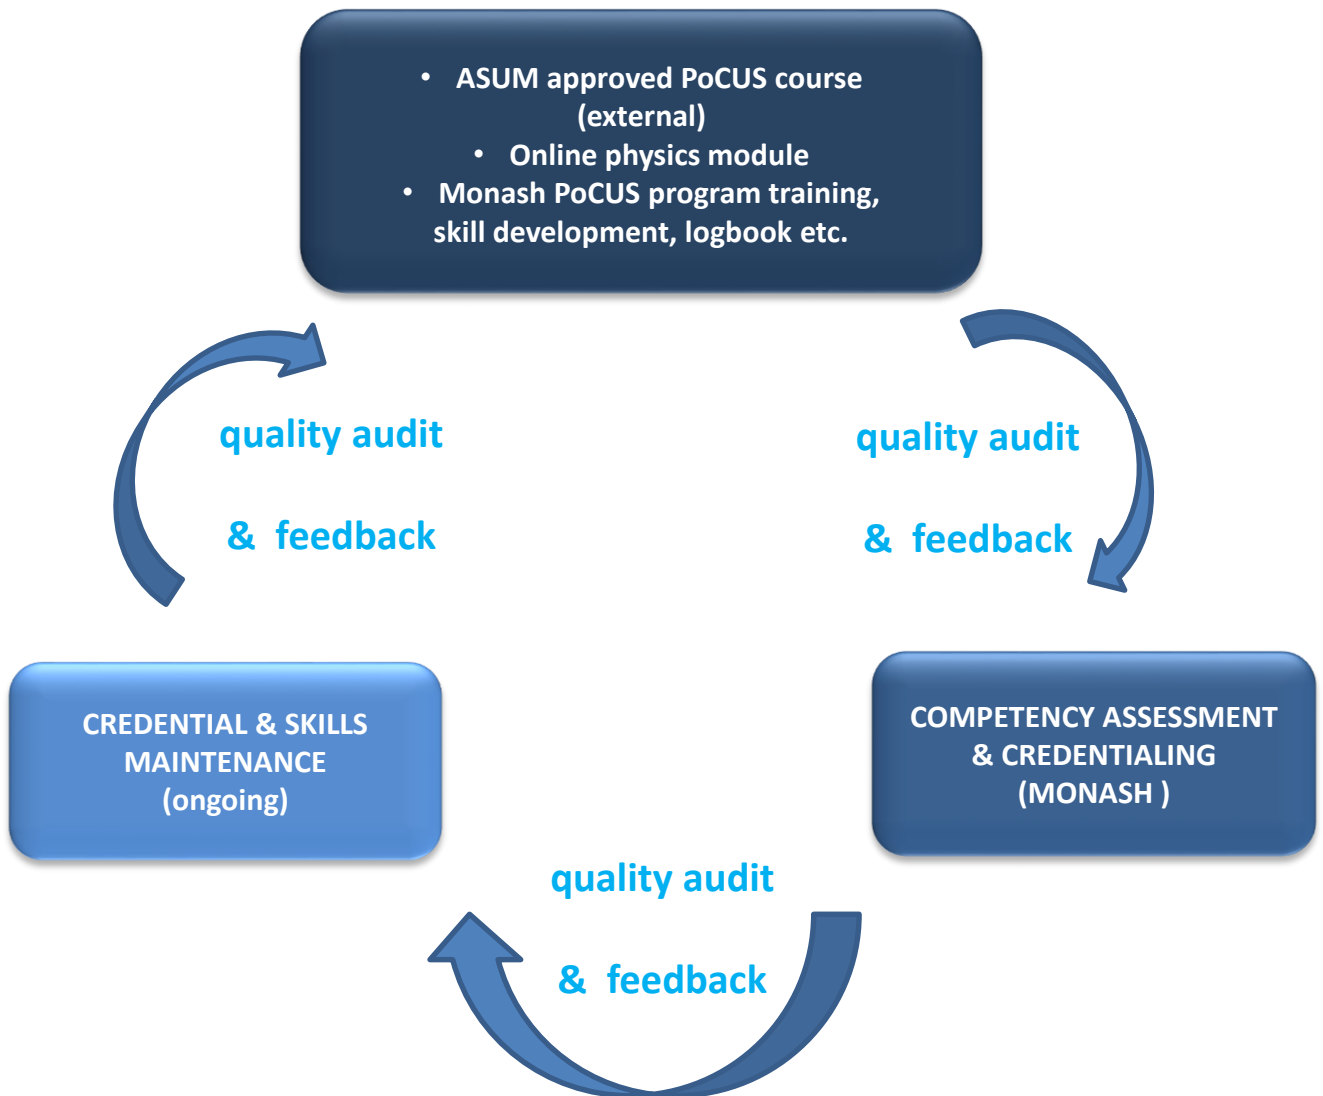 • ASUM approved PoCUS course
(external)
• Online physics module
• Monash PoCUS program training,
skill development, logbook etc.
quality audit
& feedback
quality audit
& feedback
CREDENTIAL & SKILLS
MAINTENANCE
(ongoing)
COMPETENCY ASSESSMENT
& CREDENTIALING
(MONASH )
quality audit
& feedback